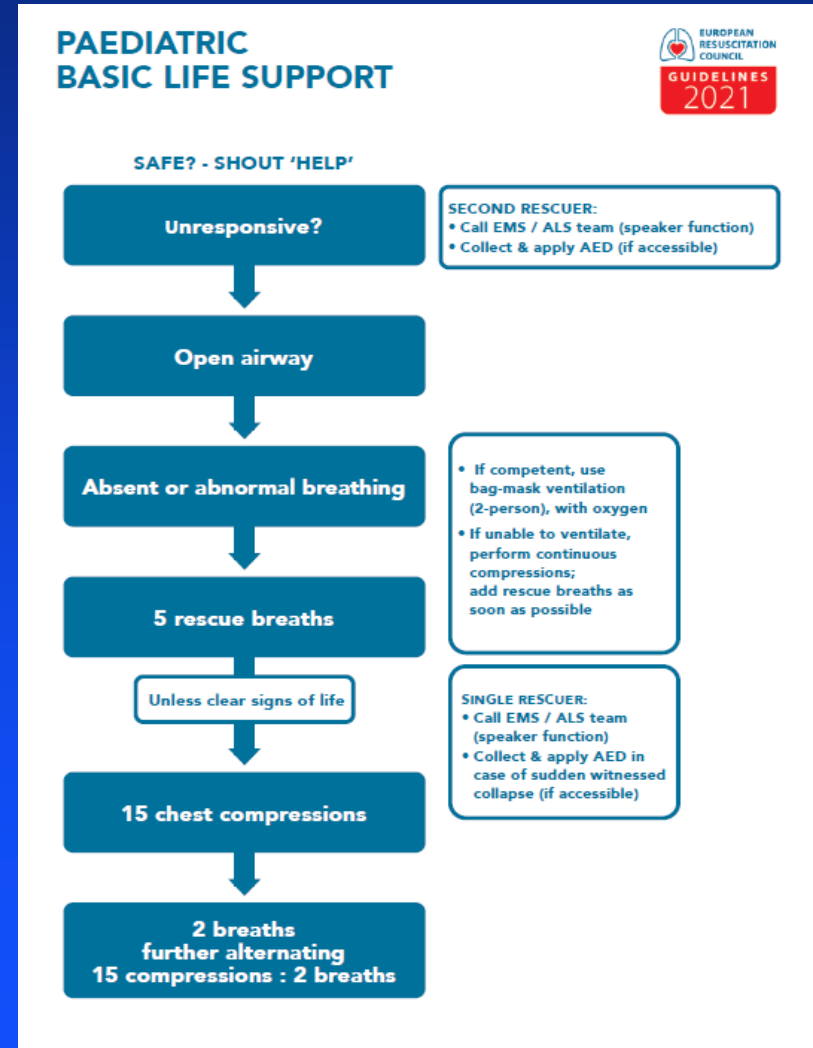 PAEDIATRIC
BASIC LIFE SUPPORT
EUROPEAN
RESUSCITATION
COUNCIL
GUIDELINES
2021
SAFE? - SHOUT ‘HELP’
Unresponsive?
SECOND RESCUER:
• Call EMS / ALS team (speaker function)
• Collect & apply AED (if accessible)
Open airway
Absent or abnormal breathing
• If competent, use
bag-mask ventilation
(2-person), with oxygen
• If unable to ventilate,
perform continuous
compressions;
add rescue breaths as
soon as possible
5 rescue breaths
Unless clear signs of life
SINGLE RESCUER:
• Call EMS / ALS team
(speaker function)
• Collect & apply AED in
case of sudden witnessed
collapse (if accessible)
15 chest compressions
2 breaths
further alternating
15 compressions : 2 breaths